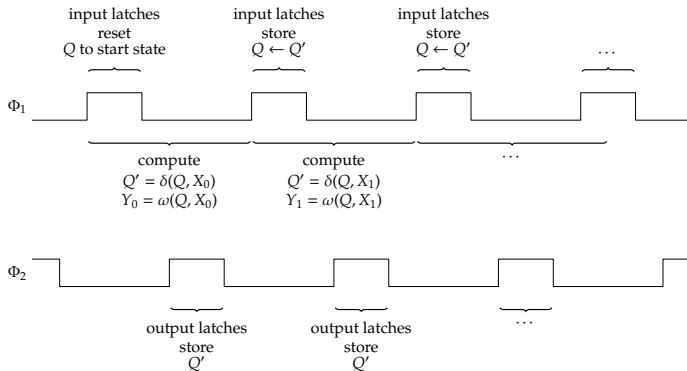 input latches
reset
Q to start state
input latches
store
Q ← Q′
input latches
store
Q ← Q′
...
Φ1
compute
Q′ = δ(Q, X0)
Y0 = ω(Q, X0)
compute
Q′ = δ(Q, X1)
Y1 = ω(Q, X1)
...
Φ2
output latches
store
Q′
output latches
store
Q′
...